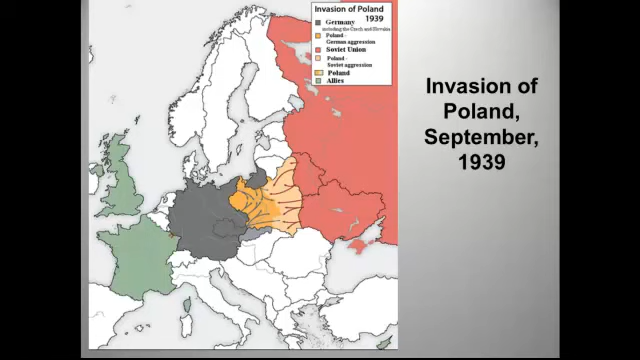 Invasion of Poland
1939
Germany
including the Czech and Slovakia
Poland -
German aggression
Soviet Union
Poland -
Soviet aggression
Poland
Allies
Invasion of
Poland,
September,
1939